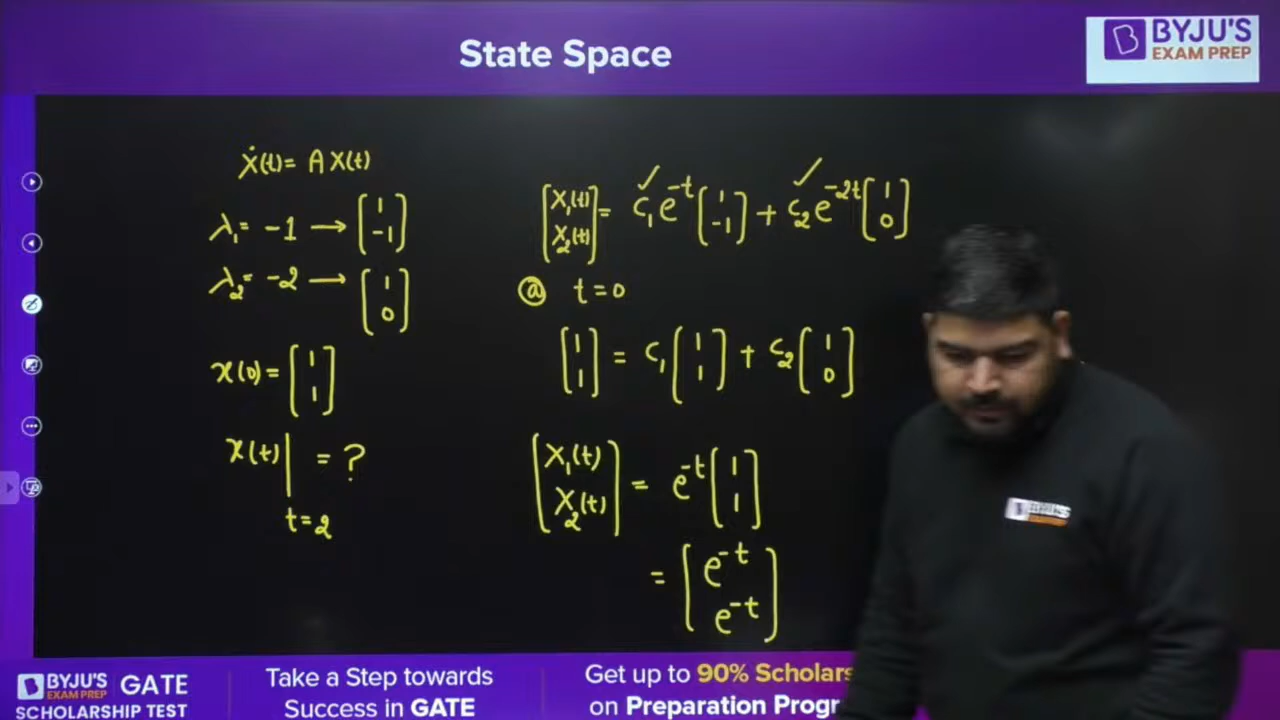 State Space
BYJU'S
EXAM PREP
Ẋ(t) = A X(t)
λ₁ = -1 → [1 -1]
λ₂ = -2 → [1 0]
x(0) = [1 1]
x(t)| = ?
t = 2
[X₁(t) X₂(t)] = c₁e^-t [1 -1] + c₂e^-2t [1 0]
@ t = 0
[1 1] = c₁ [1 1] + c₂ [1 0]
[X₁(t) X₂(t)] = e^-t [1 1]
= [e^-t e^-t]
BYJU'S
EXAM PREP
GATE
SCHOLARSHIP TEST
Take a Step towards
Success in GATE
Get up to 90% Scholars
on Preparation Progr